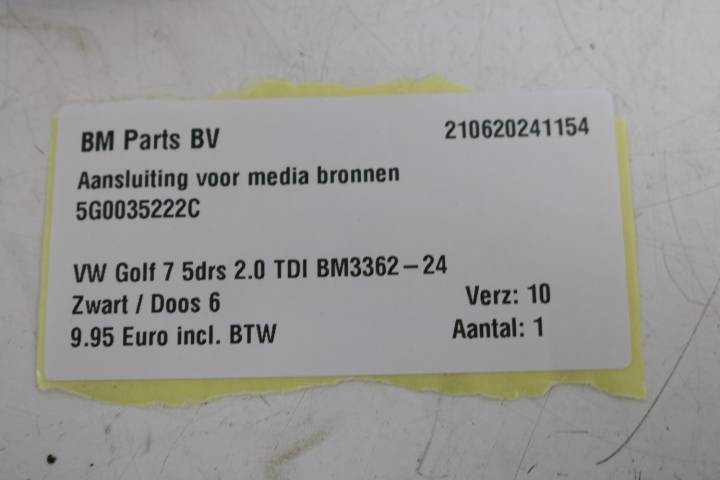 BM Parts BV 210620241154
Aansluiting voor media bronnen
5G0035222C
VW Golf 7 5drs 2.0 TDI BM3362-24
Zwart / Doos 6 Verz: 10
9.95 Euro incl. BTW Aantal: 1